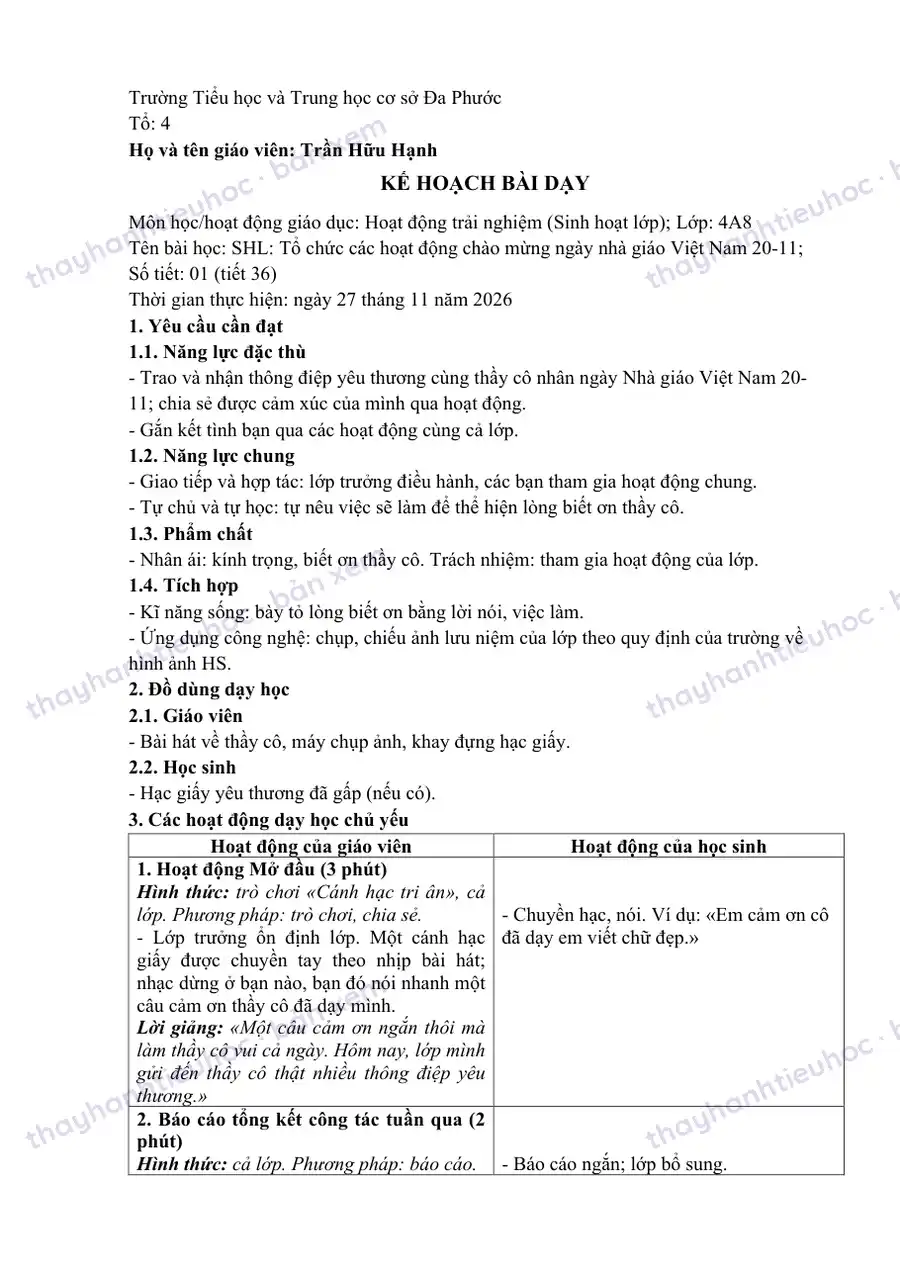 Trường Tiểu học và Trung học cơ sở Đa Phước
Tổ: 4
Họ và tên giáo viên: Trần Hữu Hạnh
KẾ HOẠCH BÀI DẠY
Môn học/hoạt động giáo dục: Hoạt động trải nghiệm (Sinh hoạt lớp); Lớp: 4A8
Tên bài học: SHL: Tổ chức các hoạt động chào mừng ngày nhà giáo Việt Nam 20-11;
Số tiết: 01 (tiết 36)
Thời gian thực hiện: ngày 27 tháng 11 năm 2026
1. Yêu cầu cần đạt
1.1. Năng lực đặc thù
- Trao và nhận thông điệp yêu thương cùng thầy cô nhân ngày Nhà giáo Việt Nam 20-
11; chia sẻ được cảm xúc của mình qua hoạt động.
- Gắn kết tình bạn qua các hoạt động cùng cả lớp.
1.2. Năng lực chung
- Giao tiếp và hợp tác: lớp trưởng điều hành, các bạn tham gia hoạt động chung.
- Tự chủ và tự học: tự nêu việc sẽ làm để thể hiện lòng biết ơn thầy cô.
1.3. Phẩm chất
- Nhân ái: kính trọng, biết ơn thầy cô. Trách nhiệm: tham gia hoạt động của lớp.
1.4. Tích hợp
- Kĩ năng sống: bày tỏ lòng biết ơn bằng lời nói, việc làm.
- Ứng dụng công nghệ: chụp, chiếu ảnh lưu niệm của lớp theo quy định của trường về
hình ảnh HS.
2. Đồ dùng dạy học
2.1. Giáo viên
- Bài hát về thầy cô, máy chụp ảnh, khay đựng hạc giấy.
2.2. Học sinh
- Hạc giấy yêu thương đã gấp (nếu có).
3. Các hoạt động dạy học chủ yếu
Hoạt động của giáo viên
Hoạt động của học sinh
1. Hoạt động Mở đầu (3 phút)
Hình thức: trò chơi «Cánh hạc tri ân», cả
lớp. Phương pháp: trò chơi, chia sẻ.
- Lớp trưởng ổn định lớp. Một cánh hạc
giấy được chuyền tay theo nhịp bài hát;
nhạc dừng ở bạn nào, bạn đó nói nhanh một
câu cảm ơn thầy cô đã dạy mình.
Lời giảng: «Một câu cảm ơn ngắn thôi mà
làm thầy cô vui cả ngày. Hôm nay, lớp mình
gửi đến thầy cô thật nhiều thông điệp yêu
thương.»
- Chuyền hạc, nói. Ví dụ: «Em cảm ơn cô
đã dạy em viết chữ đẹp.»
2. Báo cáo tổng kết công tác tuần qua (2
phút)
Hình thức: cả lớp. Phương pháp: báo cáo.
- Báo cáo ngắn; lớp bổ sung.
thayhanhtieuhoc · bản xem
thayhanhtieuhoc · b
thayhanhtieuhoc · bản xem
thayhanhtieuhoc · b
thayhanhtieuhoc · bản xem
thayhanhtieuhoc · b